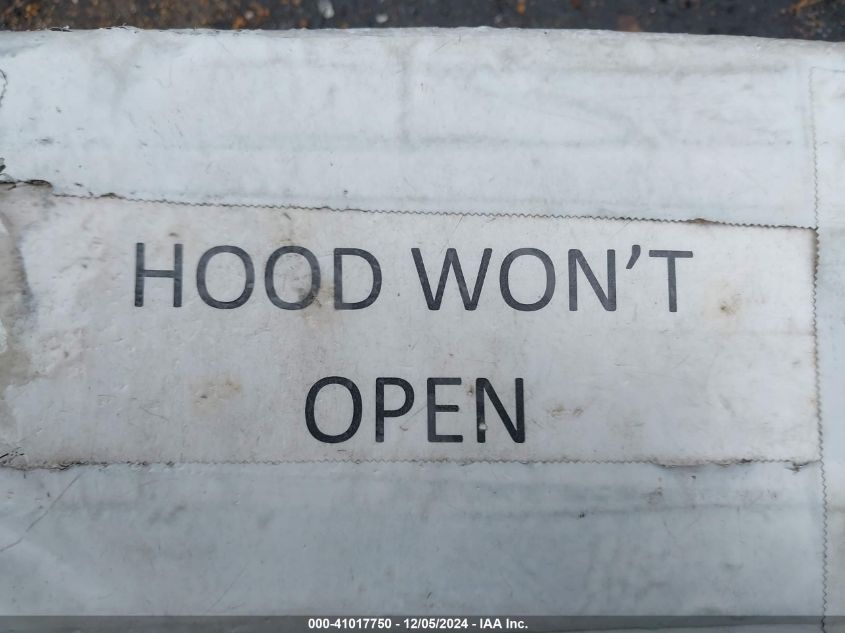 HOOD WON'T
OPEN
000-41017750 - 12/05/2024 - IAA Inc.